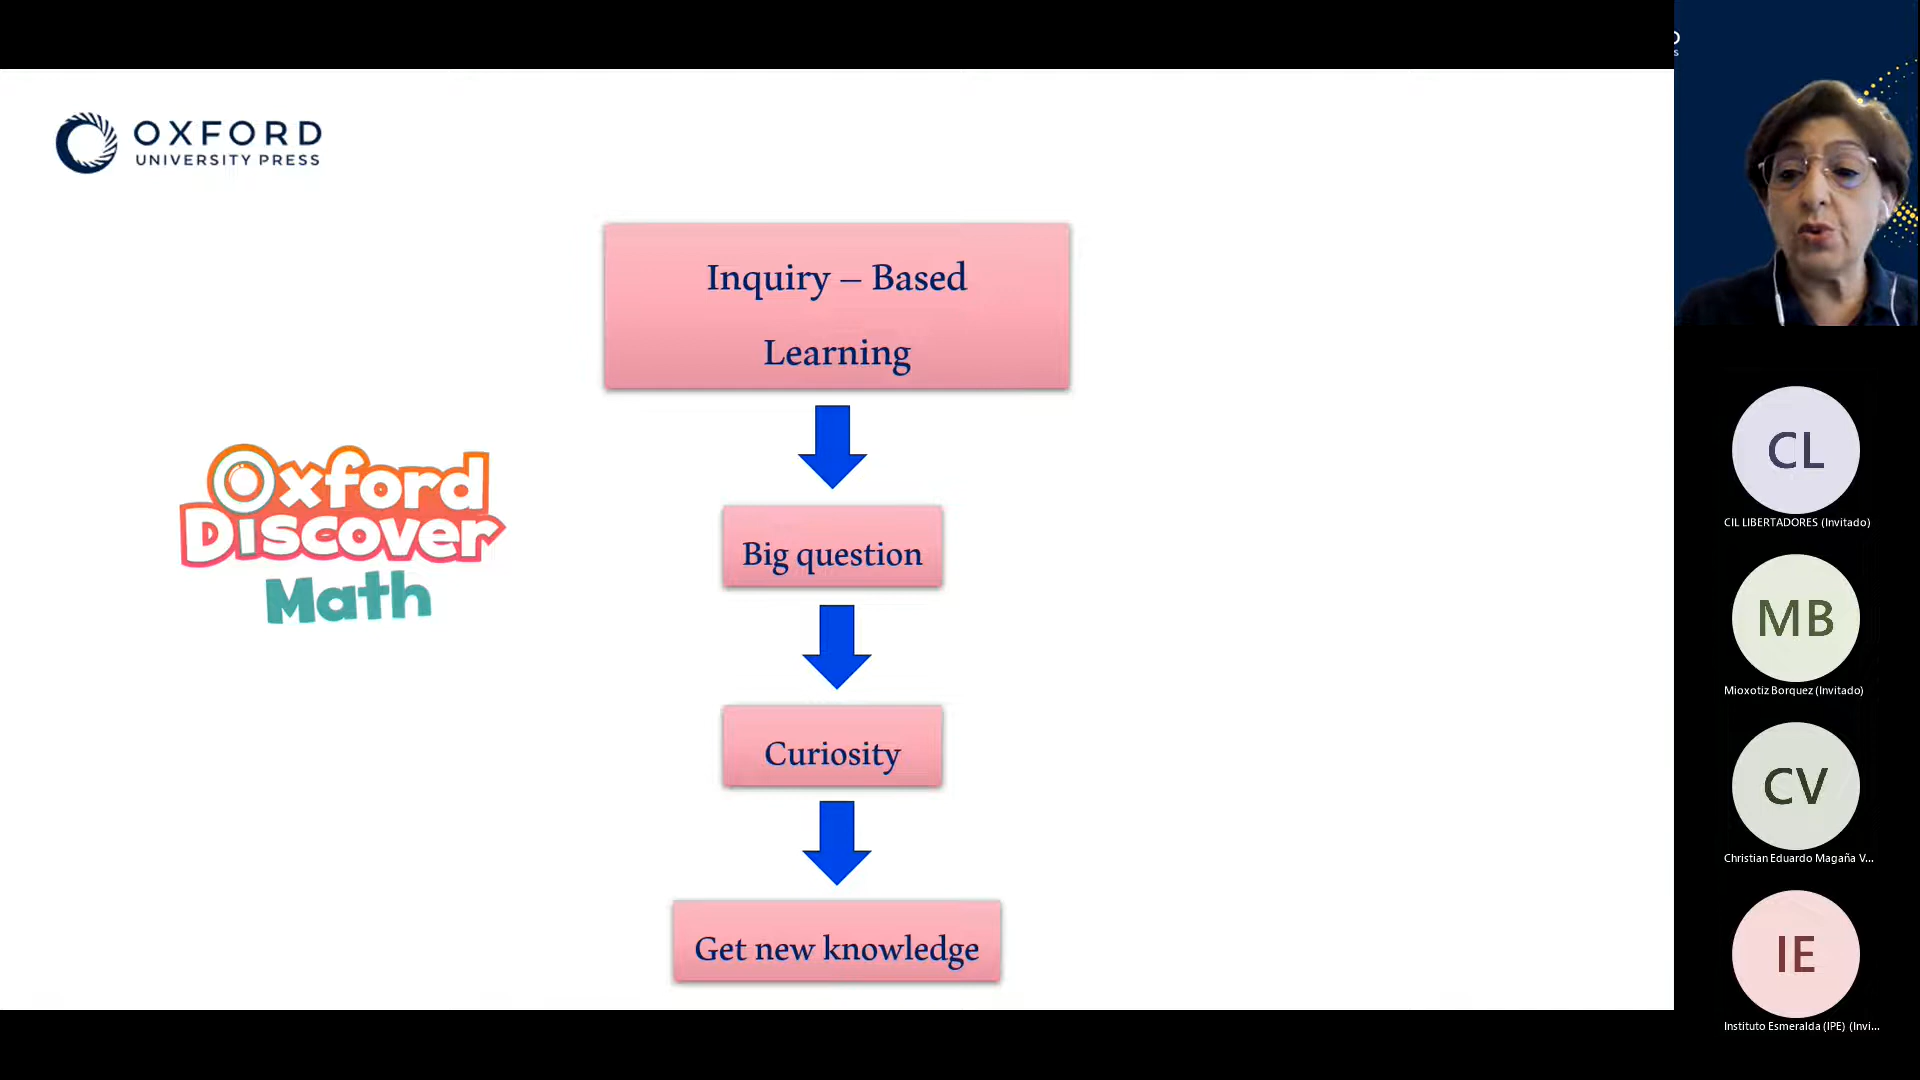 OXFORD
UNIVERSITY PRESS
Inquiry – Based
Learning
Oxford
Discover
Math
Big question
Curiosity
Get new knowledge
CL
CIL LIBERTADORES (Invitado)
MB
Mioxotiz Borquez (Invitado)
CV
Christian Eduardo Magaña V...
IE
Instituto Esmeralda (IPE) (Invi...